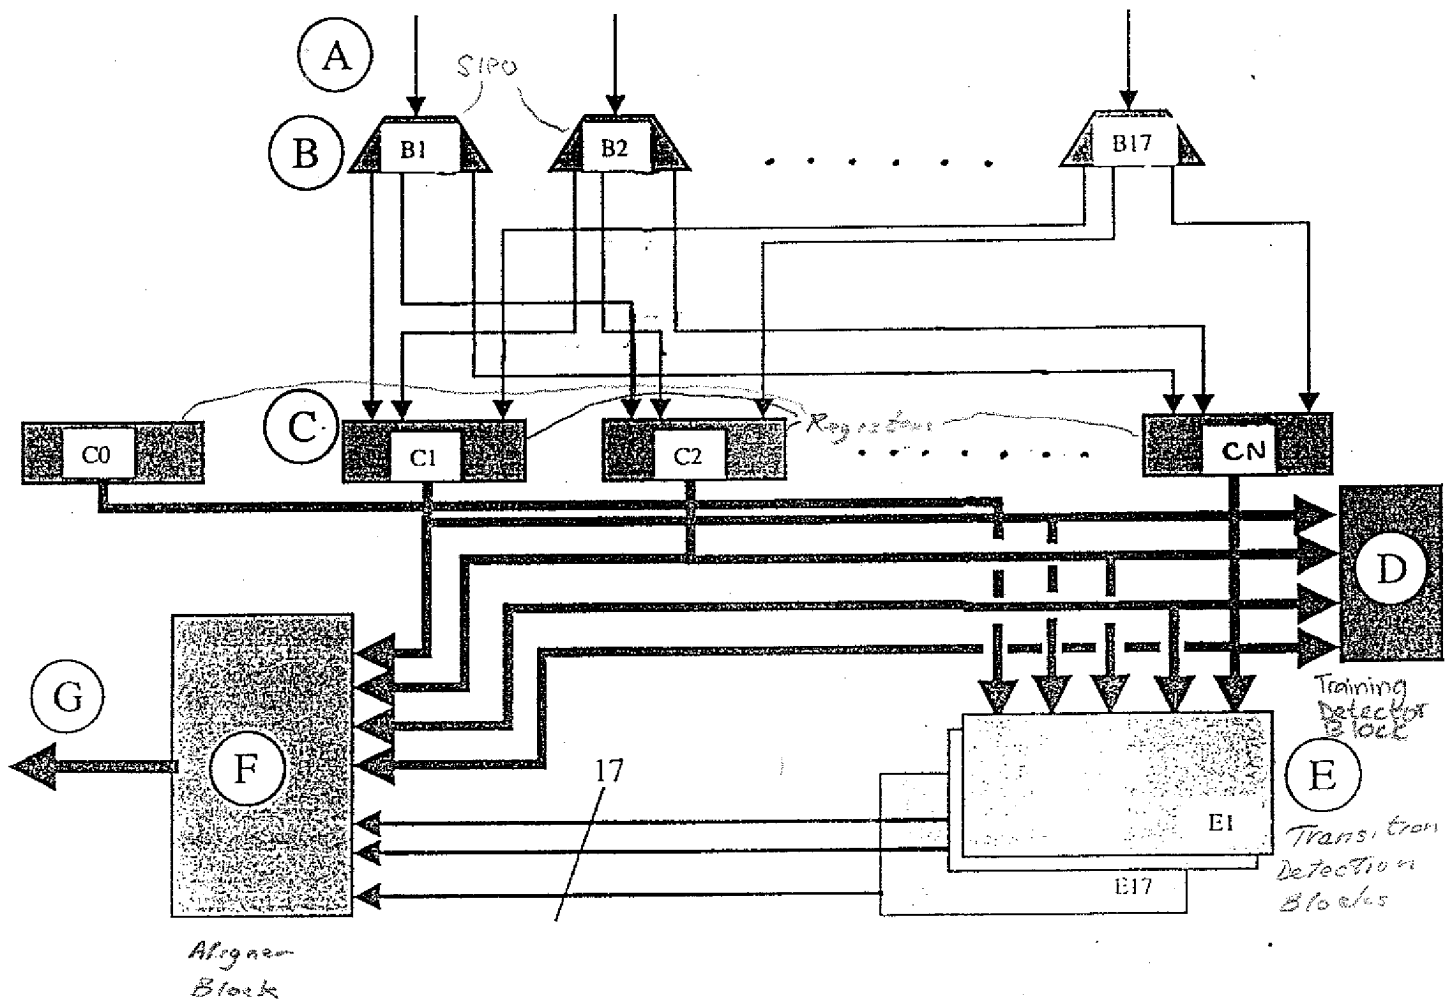 A
SIPO
B
B1
B2
B17
C
Registers
C0
C1
C2
CN
D
Training
Detector
Block
G
F
17
E
E1
E17
Transition
Detection
Blocks
Aligner
Block